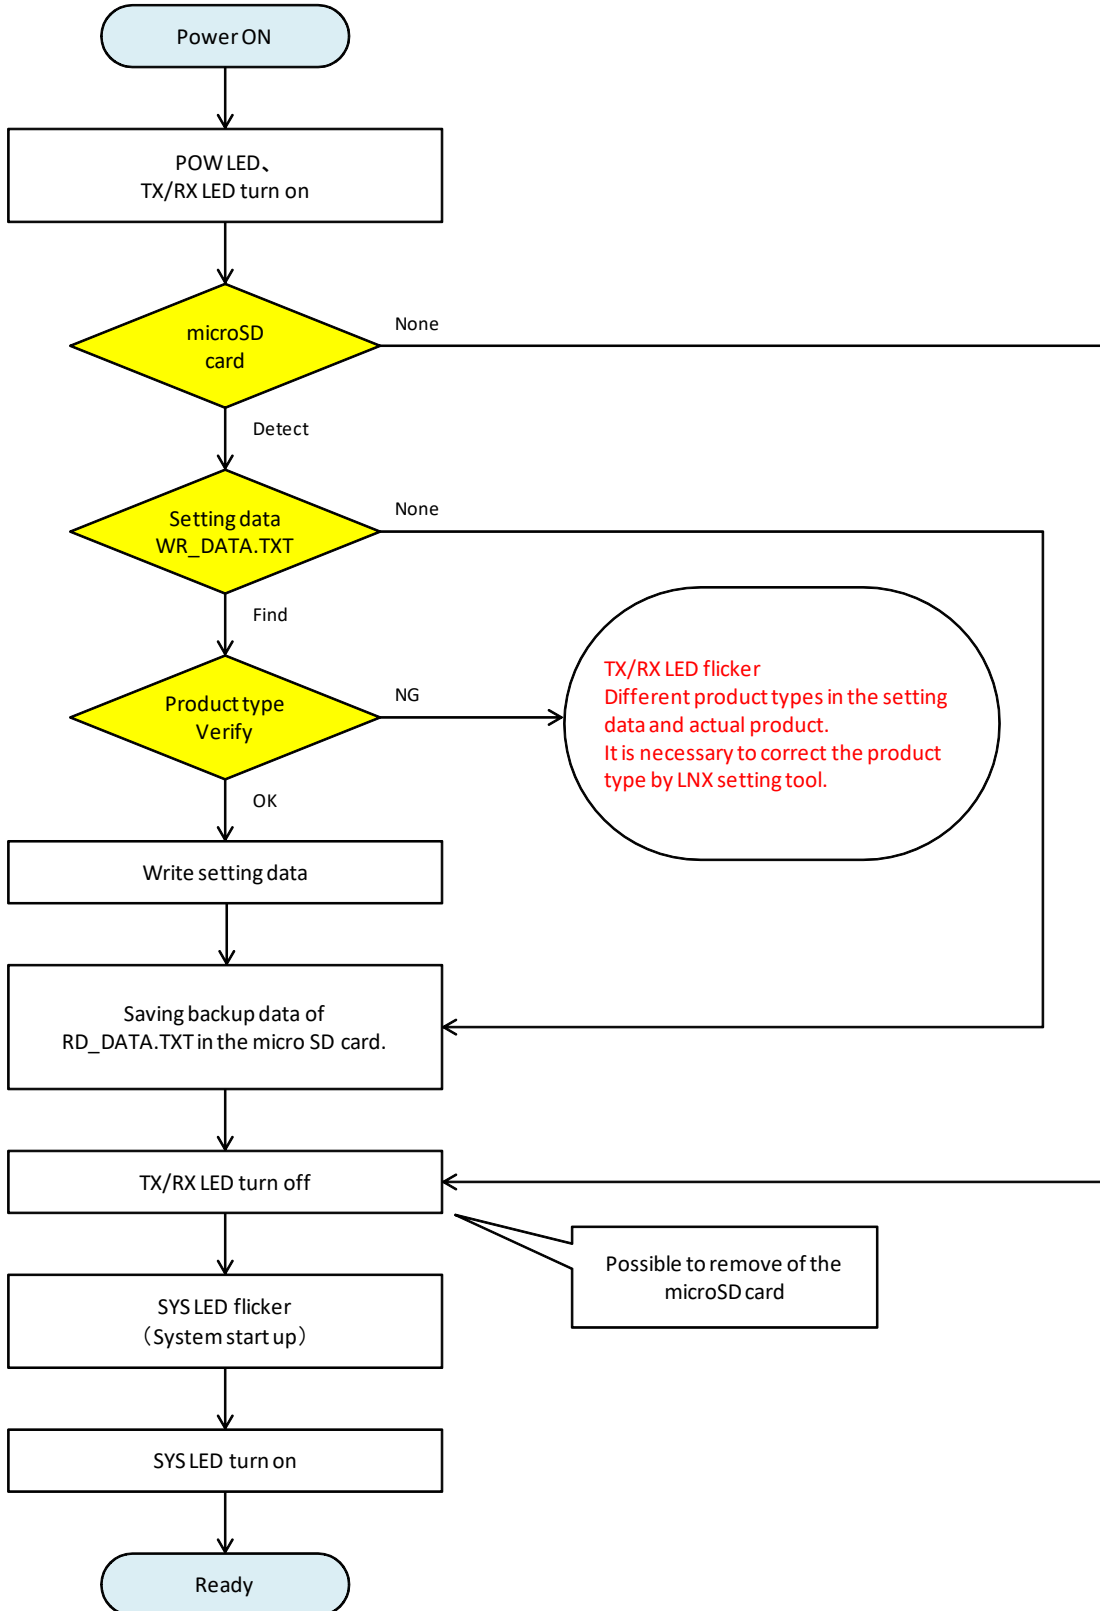 Power ON
POW LED、
TX/RX LED turn on
microSD
card
None
Detect
Setting data
WR_DATA.TXT
None
Find
Product type
Verify
NG
TX/RX LED flicker
Different product types in the setting
data and actual product.
It is necessary to correct the product
type by LNX setting tool.
OK
Write setting data
Saving backup data of
RD_DATA.TXT in the micro SD card.
TX/RX LED turn off
Possible to remove of the
microSD card
SYS LED flicker
（System start up）
SYS LED turn on
Ready